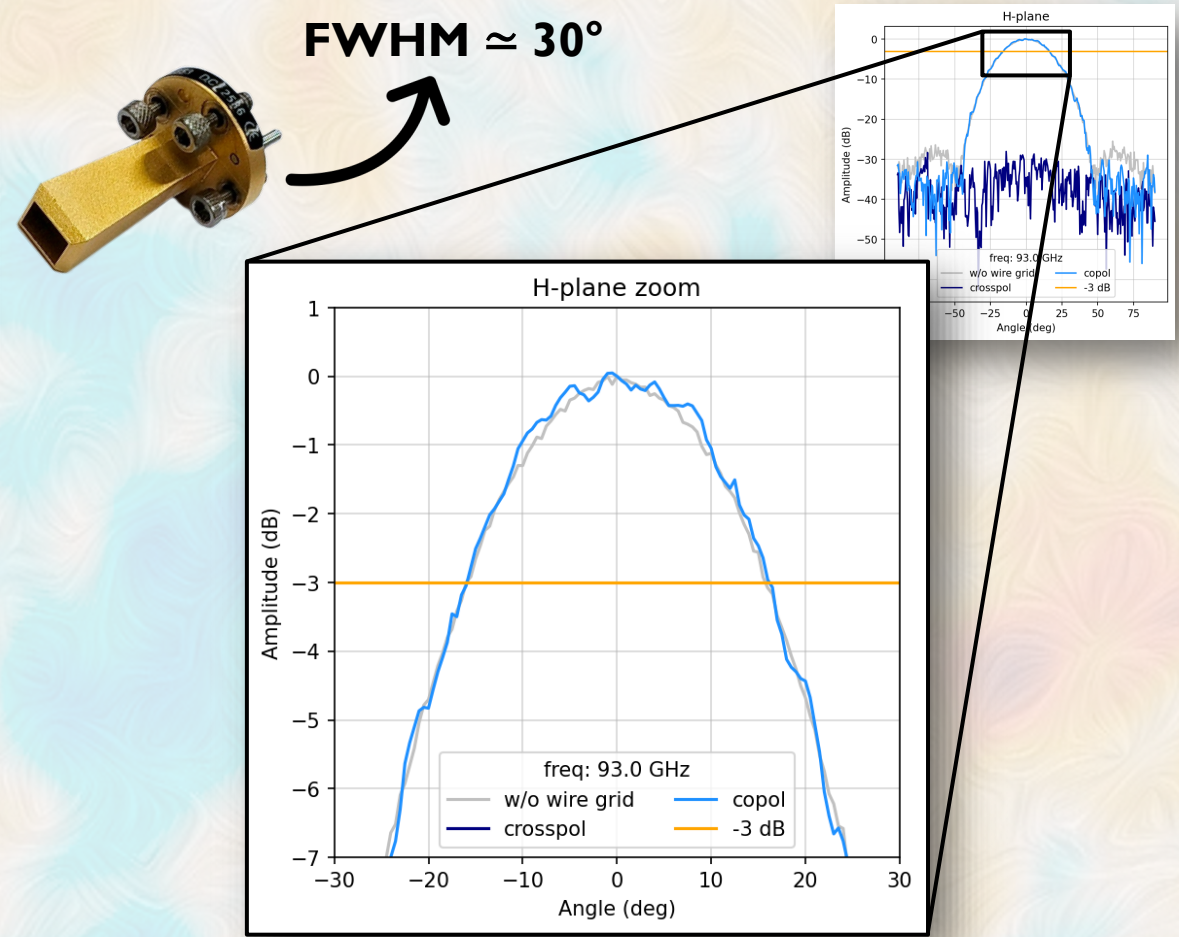 FWHM ≃ 30°
H-plane
0
−10
−20
−30
−40
−50
Amplitude (dB)
freq: 93.0 GHz
w/o wire grid
copol
crosspol
-3 dB
−50
−25
0
25
50
75
Angle (deg)
H-plane zoom
1
0
−1
−2
−3
−4
−5
−6
−7
Amplitude (dB)
freq: 93.0 GHz
w/o wire grid
copol
crosspol
-3 dB
−30
−20
−10
0
10
20
30
Angle (deg)